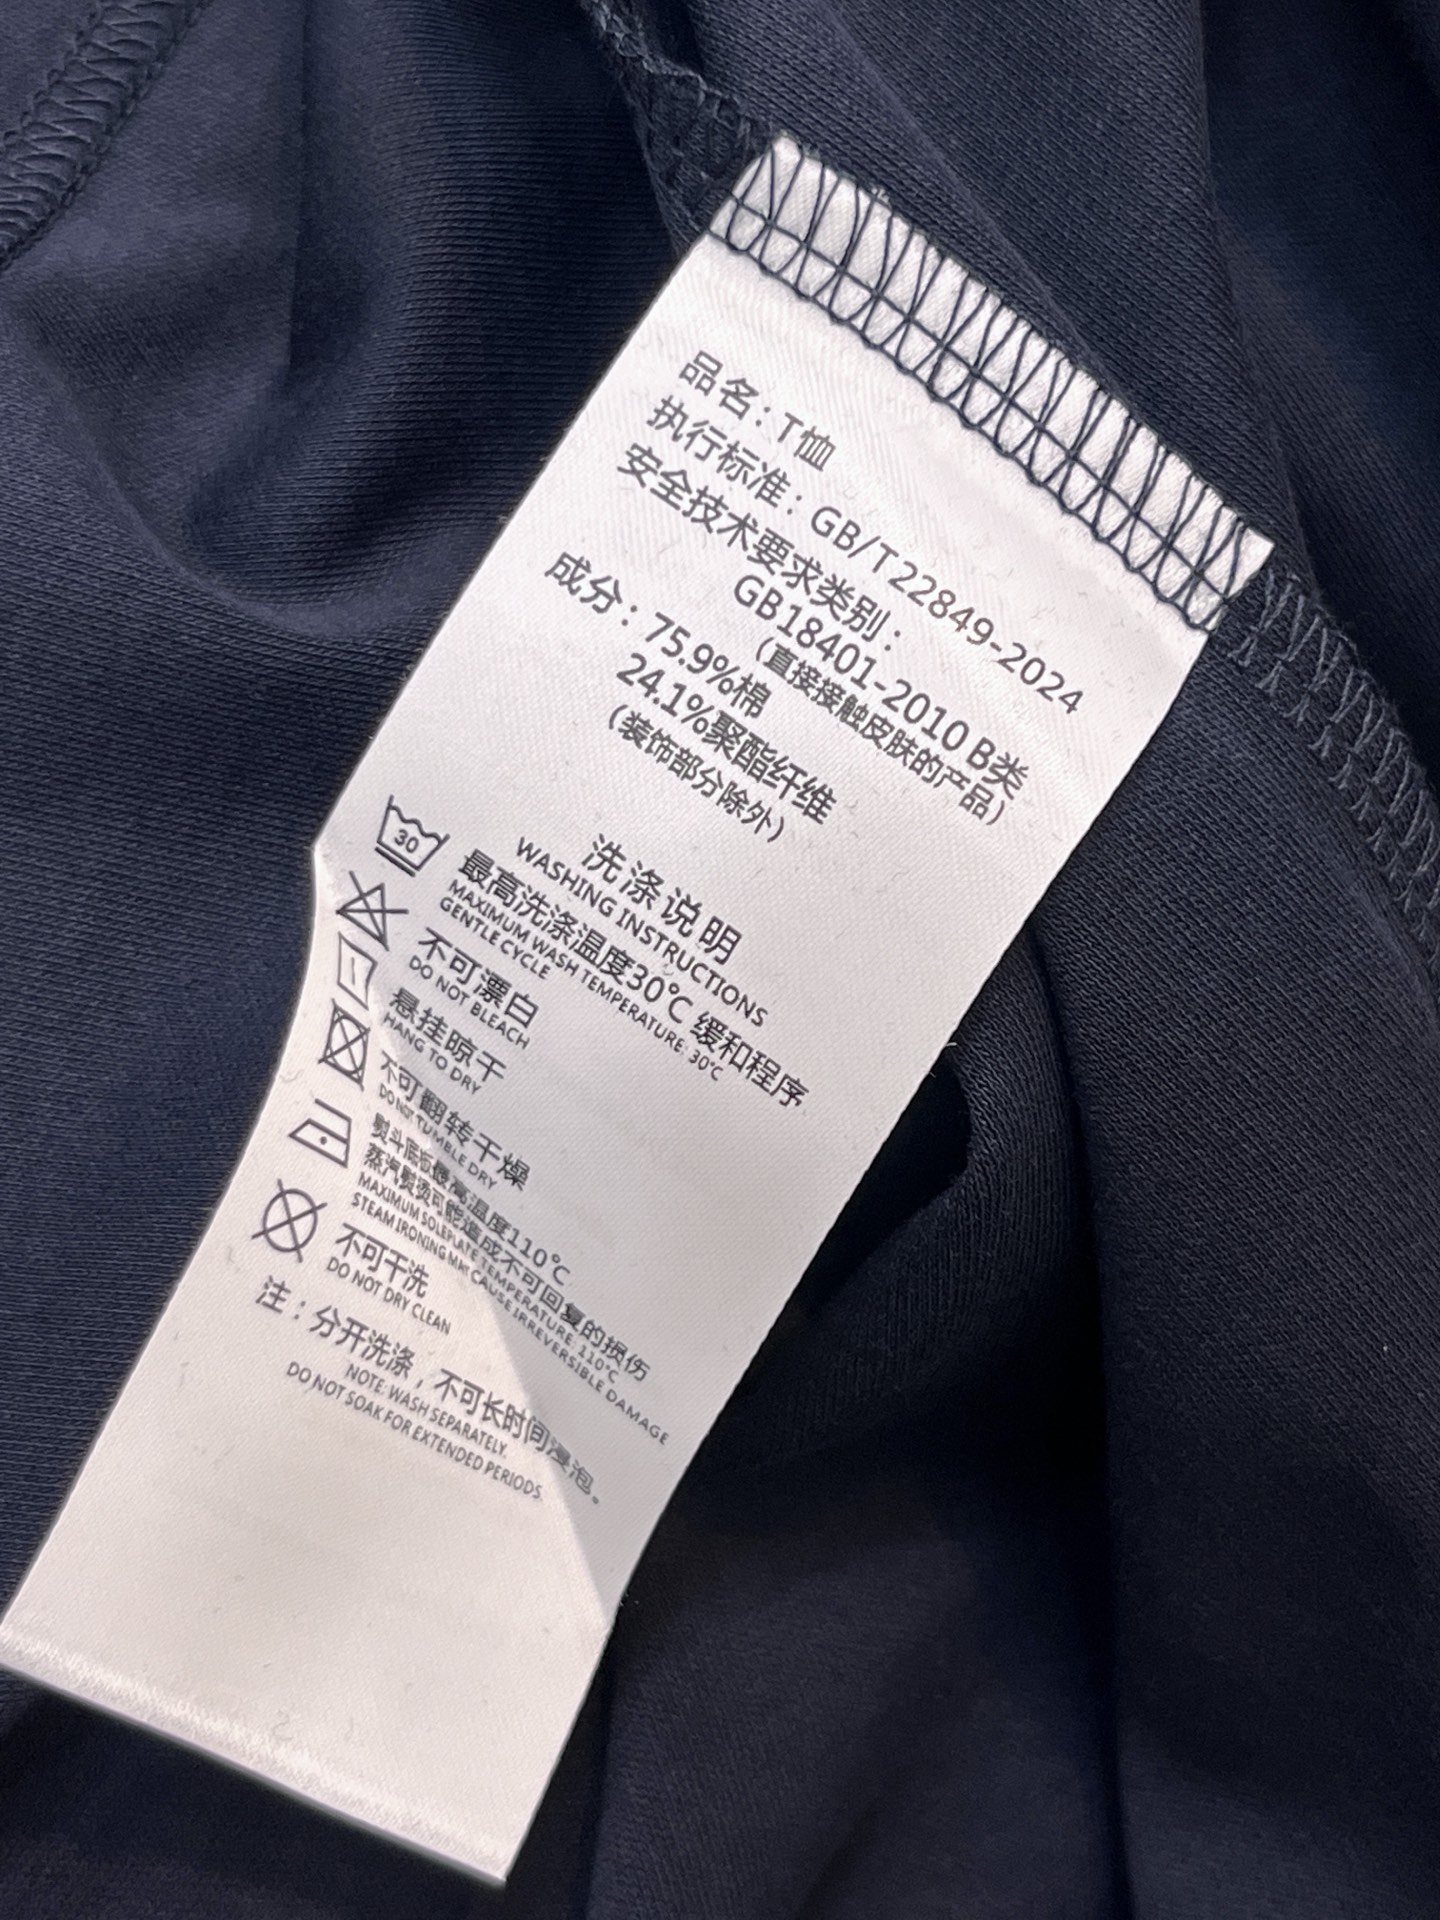 品名：T恤
执行标准：GB/T22849-2024
安全技术要求类别：
GB18401-2010 B类
（直接接触皮肤的产品）
成分：75.9%棉
24.1%聚酯纤维
（装饰部分除外）
洗涤说明
WASHING INSTRUCTIONS
30
最高洗涤温度30℃ 缓和程序
MAXIMUM WASH TEMPERATURE: 30℃
GENTLE CYCLE
不可漂白
DO NOT BLEACH
悬挂晾干
HANG TO DRY
不可翻转干燥
DO NOT TUMBLE DRY
熨斗底板最高温度110℃
蒸汽熨烫可能造成不可回复的损伤
MAXIMUM SOLEPLATE TEMPERATURE: 110℃
STEAM IRONING MAY CAUSE IRREVERSIBLE DAMAGE
不可干洗
DO NOT DRY CLEAN
注：分开洗涤，不可长时间浸泡。
NOTE: WASH SEPARATELY.
DO NOT SOAK FOR EXTENDED PERIODS.